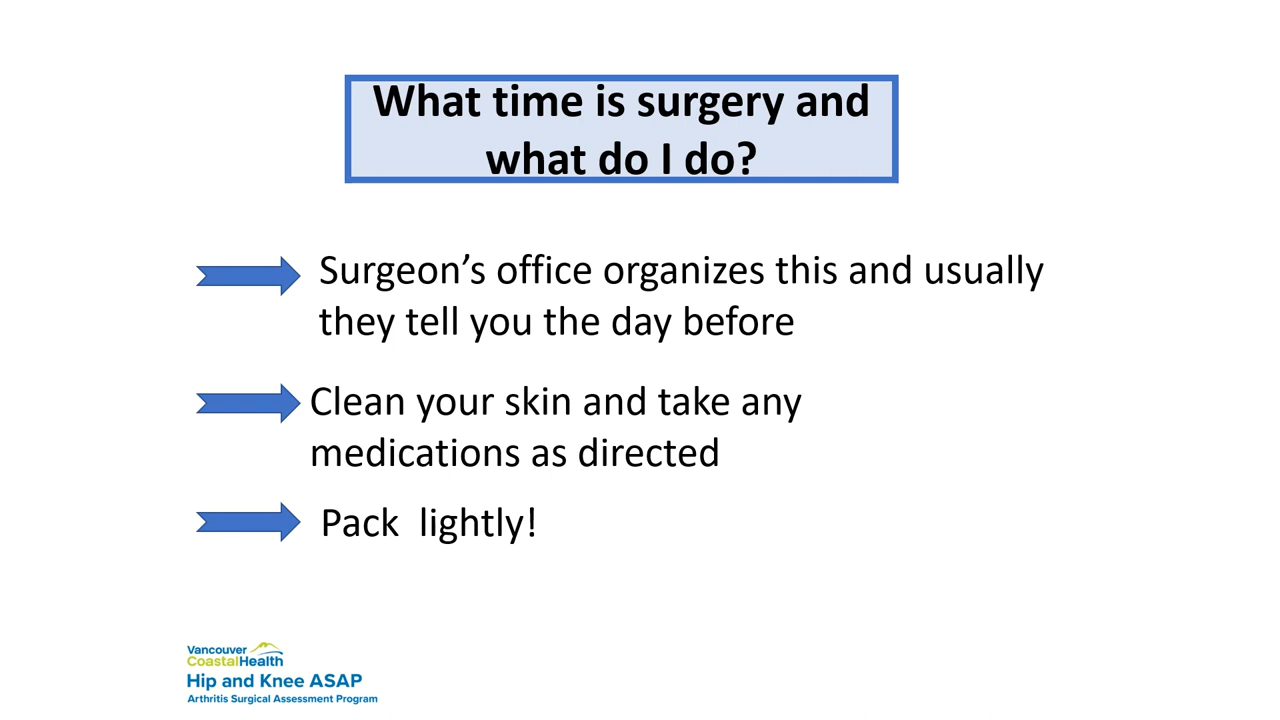 What time is surgery and
what do I do?
Surgeon’s office organizes this and usually
they tell you the day before
Clean your skin and take any
medications as directed
Pack  lightly!
Vancouver
CoastalHealth
Hip and Knee ASAP
Arthritis Surgical Assessment Program